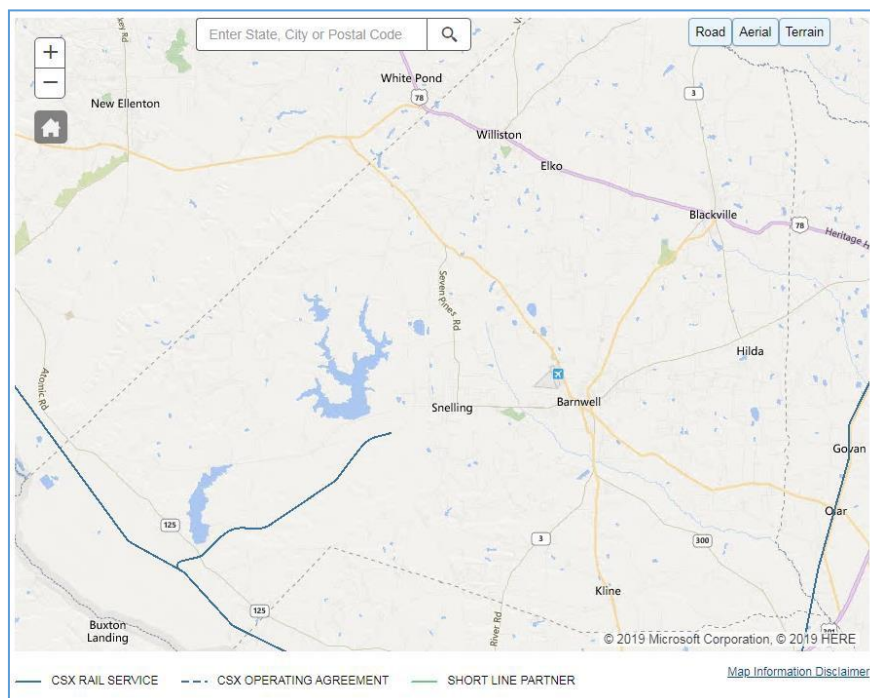 Enter State, City or Postal Code
Road Aerial Terrain
+
−
White Pond
78
New Ellenton
3
Williston
Elko
Blackville
78
Heritage H
Seven Pines Rd
Atomic Rd
Hilda
Snelling
Barnwell
Govan
Olar
125
3
300
Kline
125
River Rd
Buxton
Landing
© 2019 Microsoft Corporation, © 2019 HERE
CSX RAIL SERVICE CSX OPERATING AGREEMENT SHORT LINE PARTNER Map Information Disclaimer